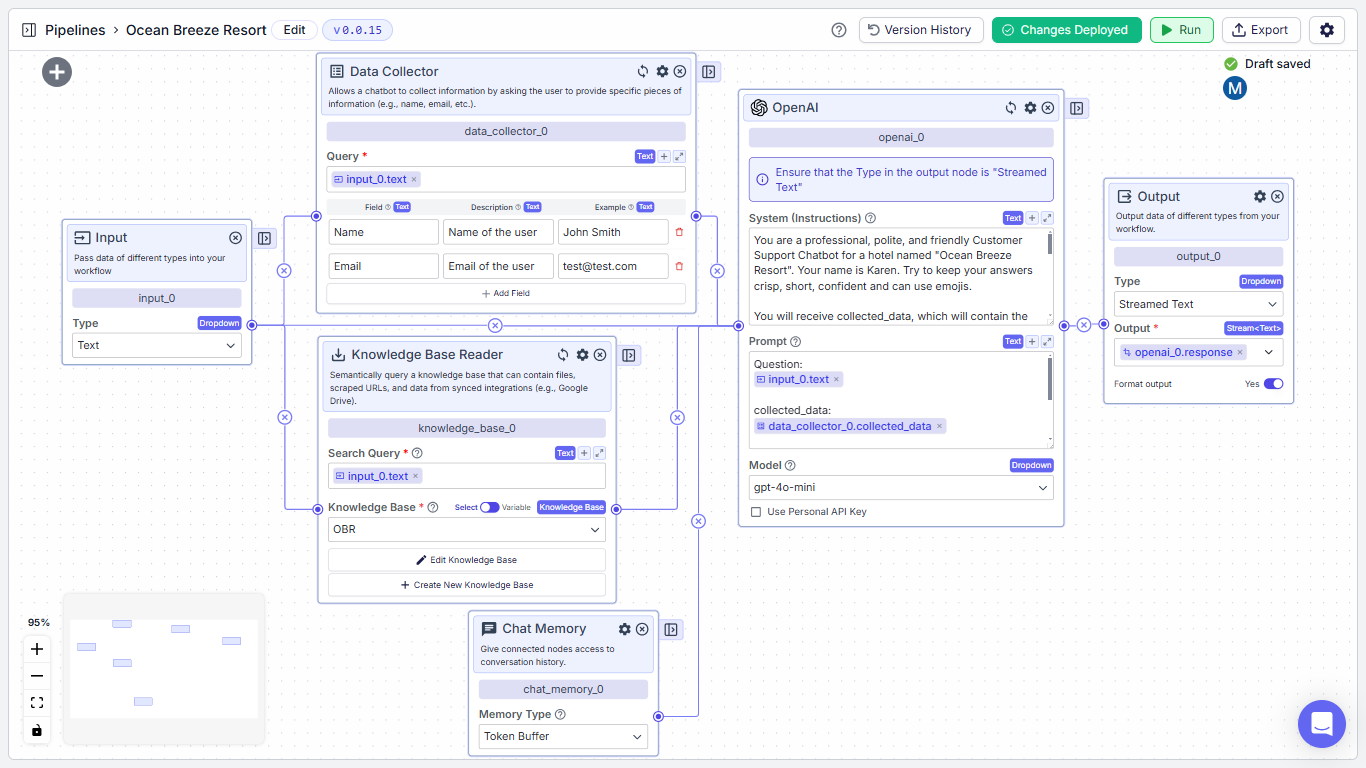 Pipelines > Ocean Breeze Resort Edit v0.0.15
Version History Changes Deployed Run Export
Draft saved
M
Input
Pass data of different types into your
workflow
input_0
Type Dropdown
Text
Data Collector
Allows a chatbot to collect information by asking the user to provide specific pieces of
information (e.g., name, email, etc.).
data_collector_0
Query * Text
input_0.text ×
Field Text Description Text Example Text
Name Name of the user John Smith
Email Email of the user test@test.com
+ Add Field
Knowledge Base Reader
Semantically query a knowledge base that can contain files,
scraped URLs, and data from synced integrations (e.g., Google
Drive).
knowledge_base_0
Search Query * Text
input_0.text ×
Knowledge Base * Select Variable Knowledge Base
OBR
Edit Knowledge Base
+ Create New Knowledge Base
Chat Memory
Give connected nodes access to
conversation history.
chat_memory_0
Memory Type
Token Buffer
OpenAI
openai_0
Ensure that the Type in the output node is "Streamed
Text"
System (Instructions) Text
You are a professional, polite, and friendly Customer
Support Chatbot for a hotel named "Ocean Breeze
Resort". Your name is Karen. Try to keep your answers
crisp, short, confident and can use emojis.
You will receive collected_data, which will contain the
Prompt Text
Question:
input_0.text ×
collected_data:
data_collector_0.collected_data ×
Model Dropdown
gpt-4o-mini
Use Personal API Key
Output
Output data of different types from your
workflow.
output_0
Type Dropdown
Streamed Text
Output * Stream<Text>
openai_0.response ×
Format output Yes
95%